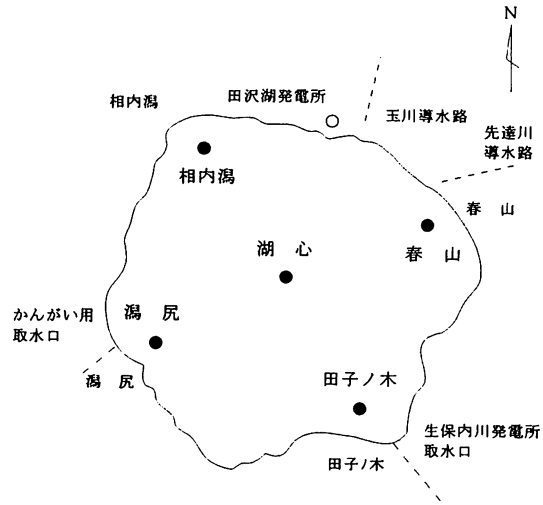 N
田沢湖発電所
相内潟
玉川導水路
先達川
導水路
相内潟
春 山
春 山
湖 心
かんがい用
取水口
潟 尻
潟 尻
田子ノ木
生保内川発電所
取水口
田子ノ木